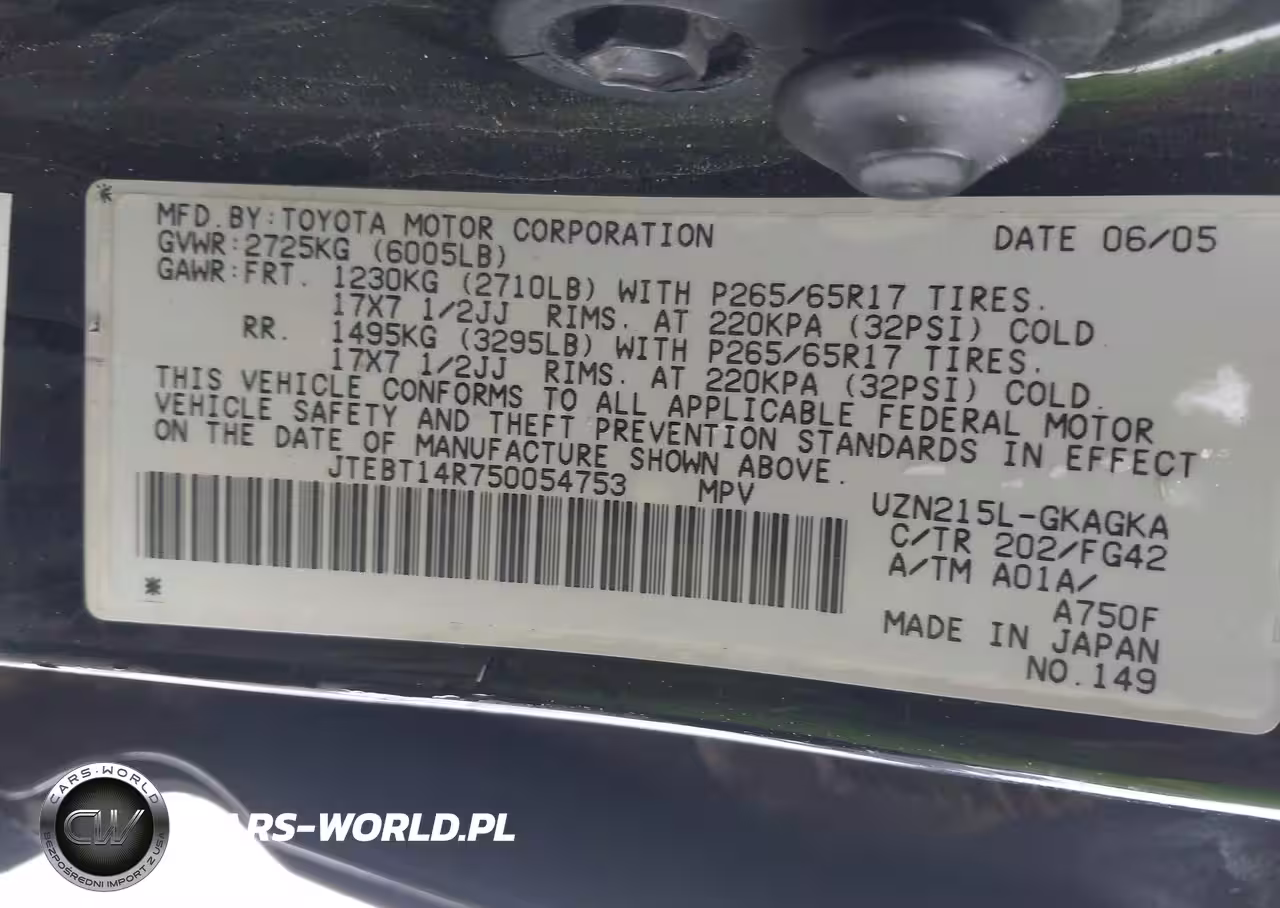 MFD.BY:TOYOTA MOTOR CORPORATION DATE 06/05
GVWR:2725KG (6005LB)
GAWR:FRT. 1230KG (2710LB) WITH P265/65R17 TIRES.
17X7 1/2JJ RIMS. AT 220KPA (32PSI) COLD
RR. 1495KG (3295LB) WITH P265/65R17 TIRES.
17X7 1/2JJ RIMS. AT 220KPA (32PSI) COLD.
THIS VEHICLE CONFORMS TO ALL APPLICABLE FEDERAL MOTOR
VEHICLE SAFETY AND THEFT PREVENTION STANDARDS IN EFFECT
ON THE DATE OF MANUFACTURE SHOWN ABOVE.
JTEBT14R750054753 MPV
UZN215L-GKAGKA
C/TR 202/FG42
A/TM A01A/
A750F
MADE IN JAPAN
NO.149
CARS-WORLD
CW
BEZPOŚREDNI IMPORT Z USA
CARS-WORLD.PL